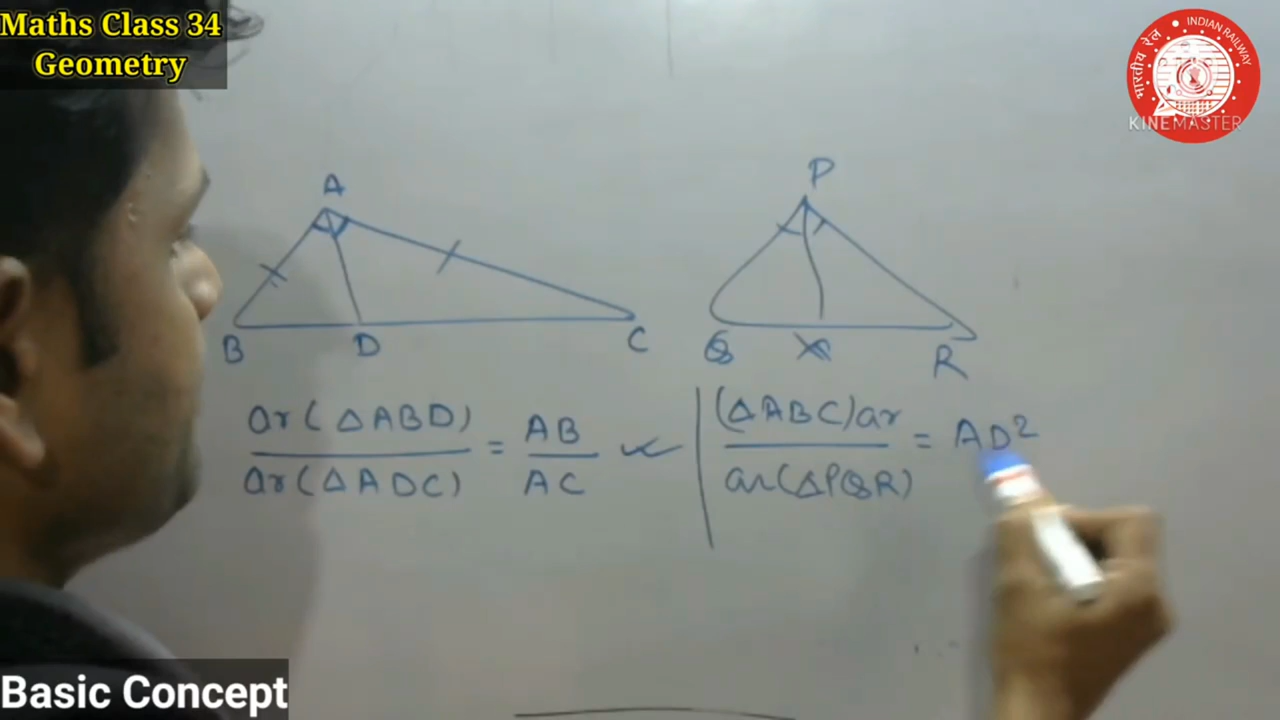 Maths Class 34
Geometry
भारतीय रेल • INDIAN RAILWAY
KINEMASTER
A
B D C
P
Q R
ar(△ABD)
ar(△ADC)
=
AB
AC
(△ABC)ar
ar(△PQR)
= AD²
Basic Concept